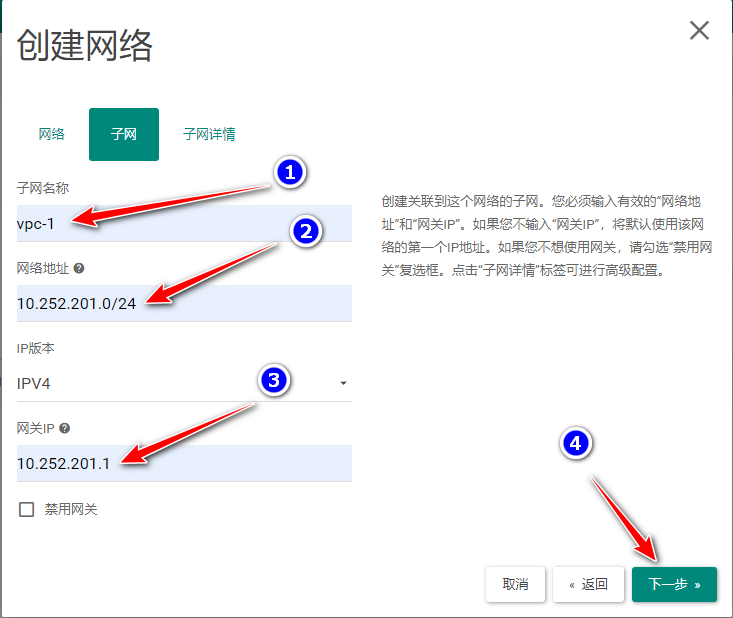 创建网络
网络 子网 子网详情
1
子网名称
vpc-1
2
网络地址
10.252.201.0/24
IP版本
IPV4
3
网关IP
10.252.201.1
禁用网关
创建关联到这个网络的子网。您必须输入有效的“网络地
址”和“网关IP”。如果您不输入“网关IP”，将默认使用该网
络的第一个IP地址。如果您不想使用网关，请勾选“禁用网
关”复选框。点击“子网详情”标签可进行高级配置。
4
取消 « 返回 下一步 »